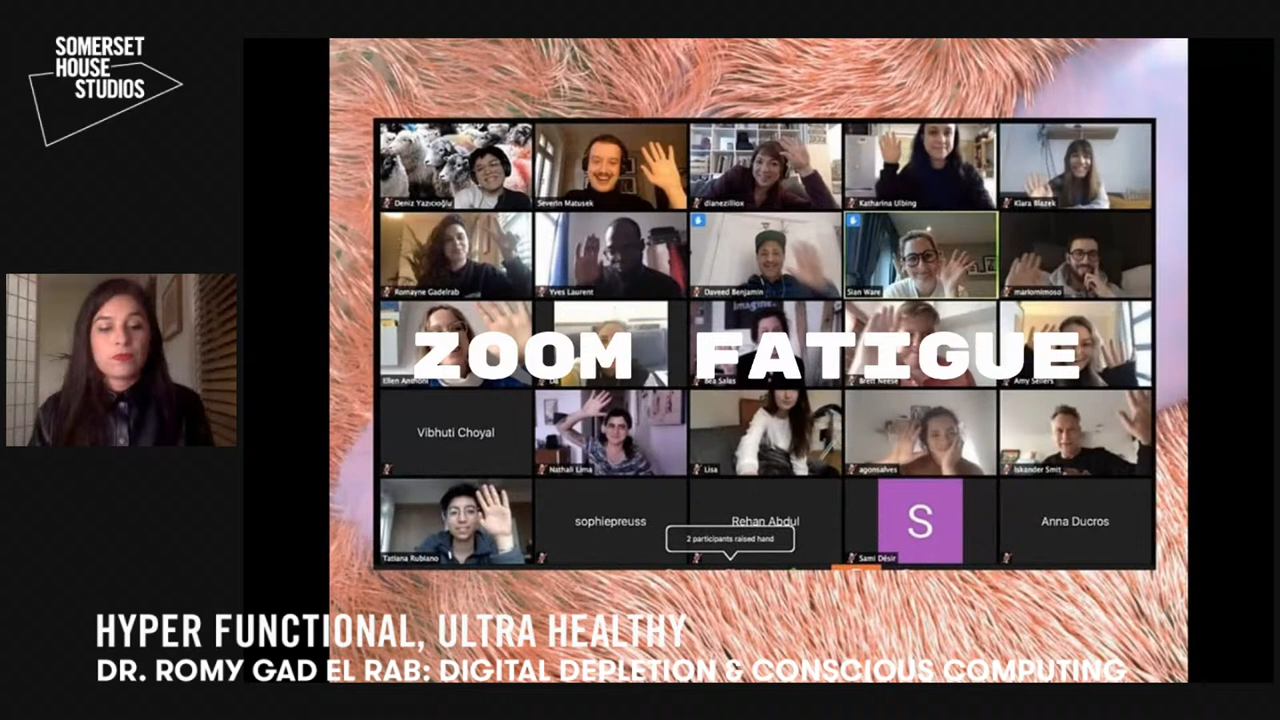 SOMERSET
HOUSE
STUDIOS
Deniz Yazıcıoğlu
Severin Matusek
dianezilliox
Katharina Ulbing
Klara Blazek
Romayne Gadelrab
Yves Laurent
Daveed Benjamin
Sian Ware
mariornimoso
ZOOM FATIGUE
Ellen Anthoni
Bea Salas
Brett Neese
Amy Sellers
Vibhuti Choyal
Nathali Lima
Lisa
agonsalves
Iskander Smit
Tatiana Rubiano
sophiepreuss
Rehan Abdul
2 participants raised hand
S
Sami Désir
Anna Ducros
HYPER FUNCTIONAL, ULTRA HEALTHY
DR. ROMY GAD EL RAB: DIGITAL DEPLETION & CONSCIOUS COMPUTING